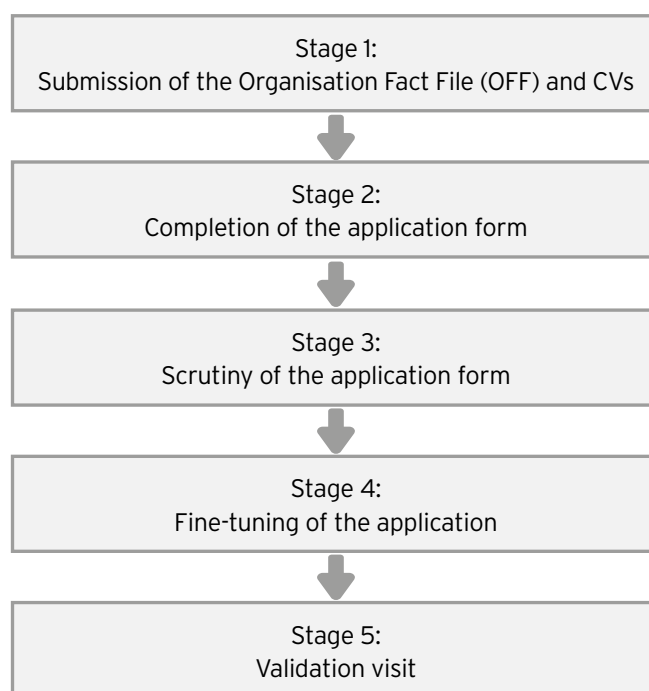 Stage 1:
Submission of the Organisation Fact File (OFF) and CVs
Stage 2:
Completion of the application form
Stage 3:
Scrutiny of the application form
Stage 4:
Fine-tuning of the application
Stage 5:
Validation visit